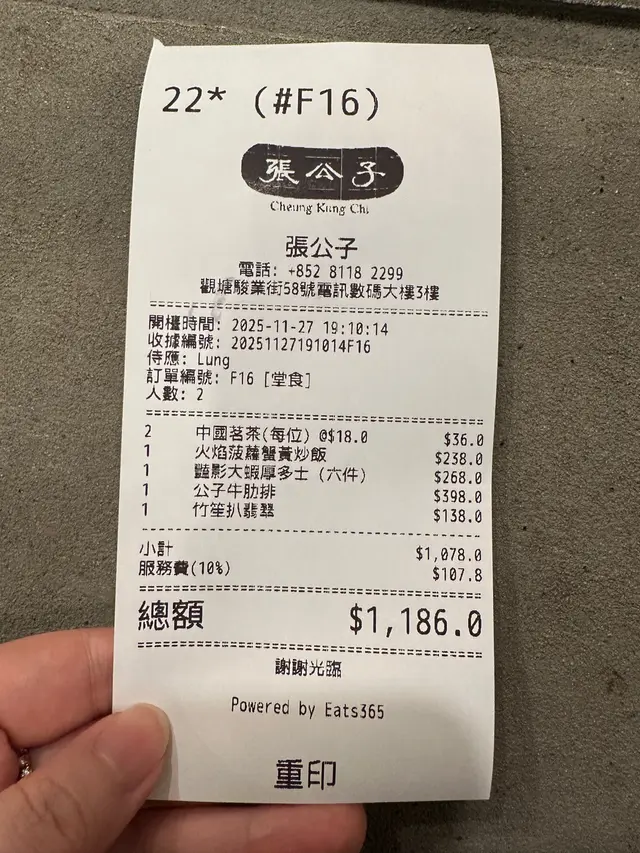 22* (#F16)
張公子
Cheung Kung Chi
張公子
電話: +852 8118 2299
觀塘駿業街58號電訊數碼大樓3樓
開檯時間: 2025-11-27 19:10:14
收據編號: 20251127191014F16
侍應: Lung
訂單編號: F16 [堂食]
人數: 2
2 中國茗茶(每位) @$18.0 $36.0
1 火焰菠蘿蟹黃炒飯 $238.0
1 豔影大蝦厚多士 (六件) $268.0
1 公子牛肋排 $398.0
1 竹笙扒翡翠 $138.0
小計 $1,078.0
服務費(10%) $107.8
總額 $1,186.0
謝謝光臨
Powered by Eats365
重印